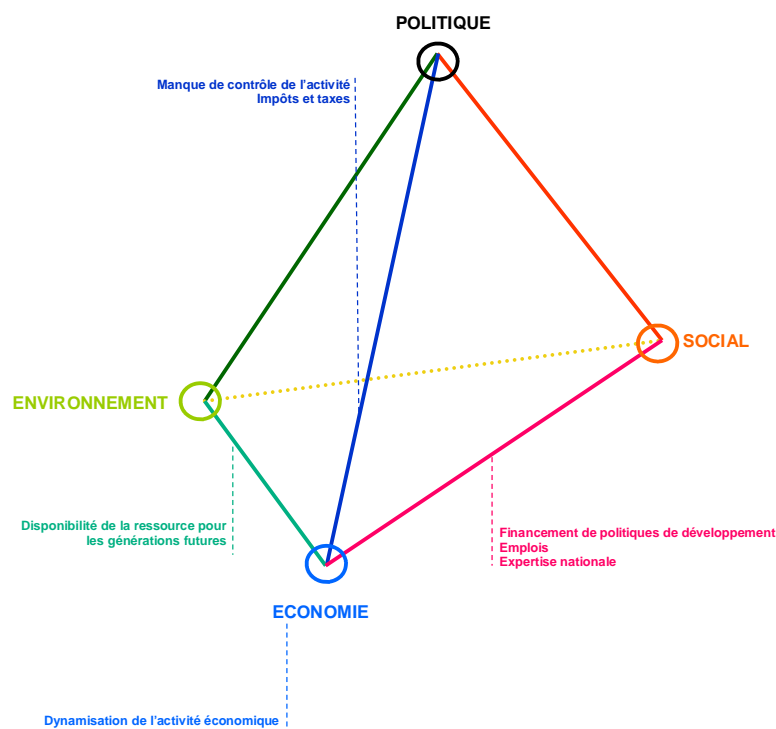 POLITIQUE
Manque de contrôle de l'activité
Impôts et taxes
SOCIAL
ENVIRONNEMENT
Disponibilité de la ressource pour
les générations futures
Financement de politiques de développement
Emplois
Expertise nationale
ECONOMIE
Dynamisation de l'activité économique